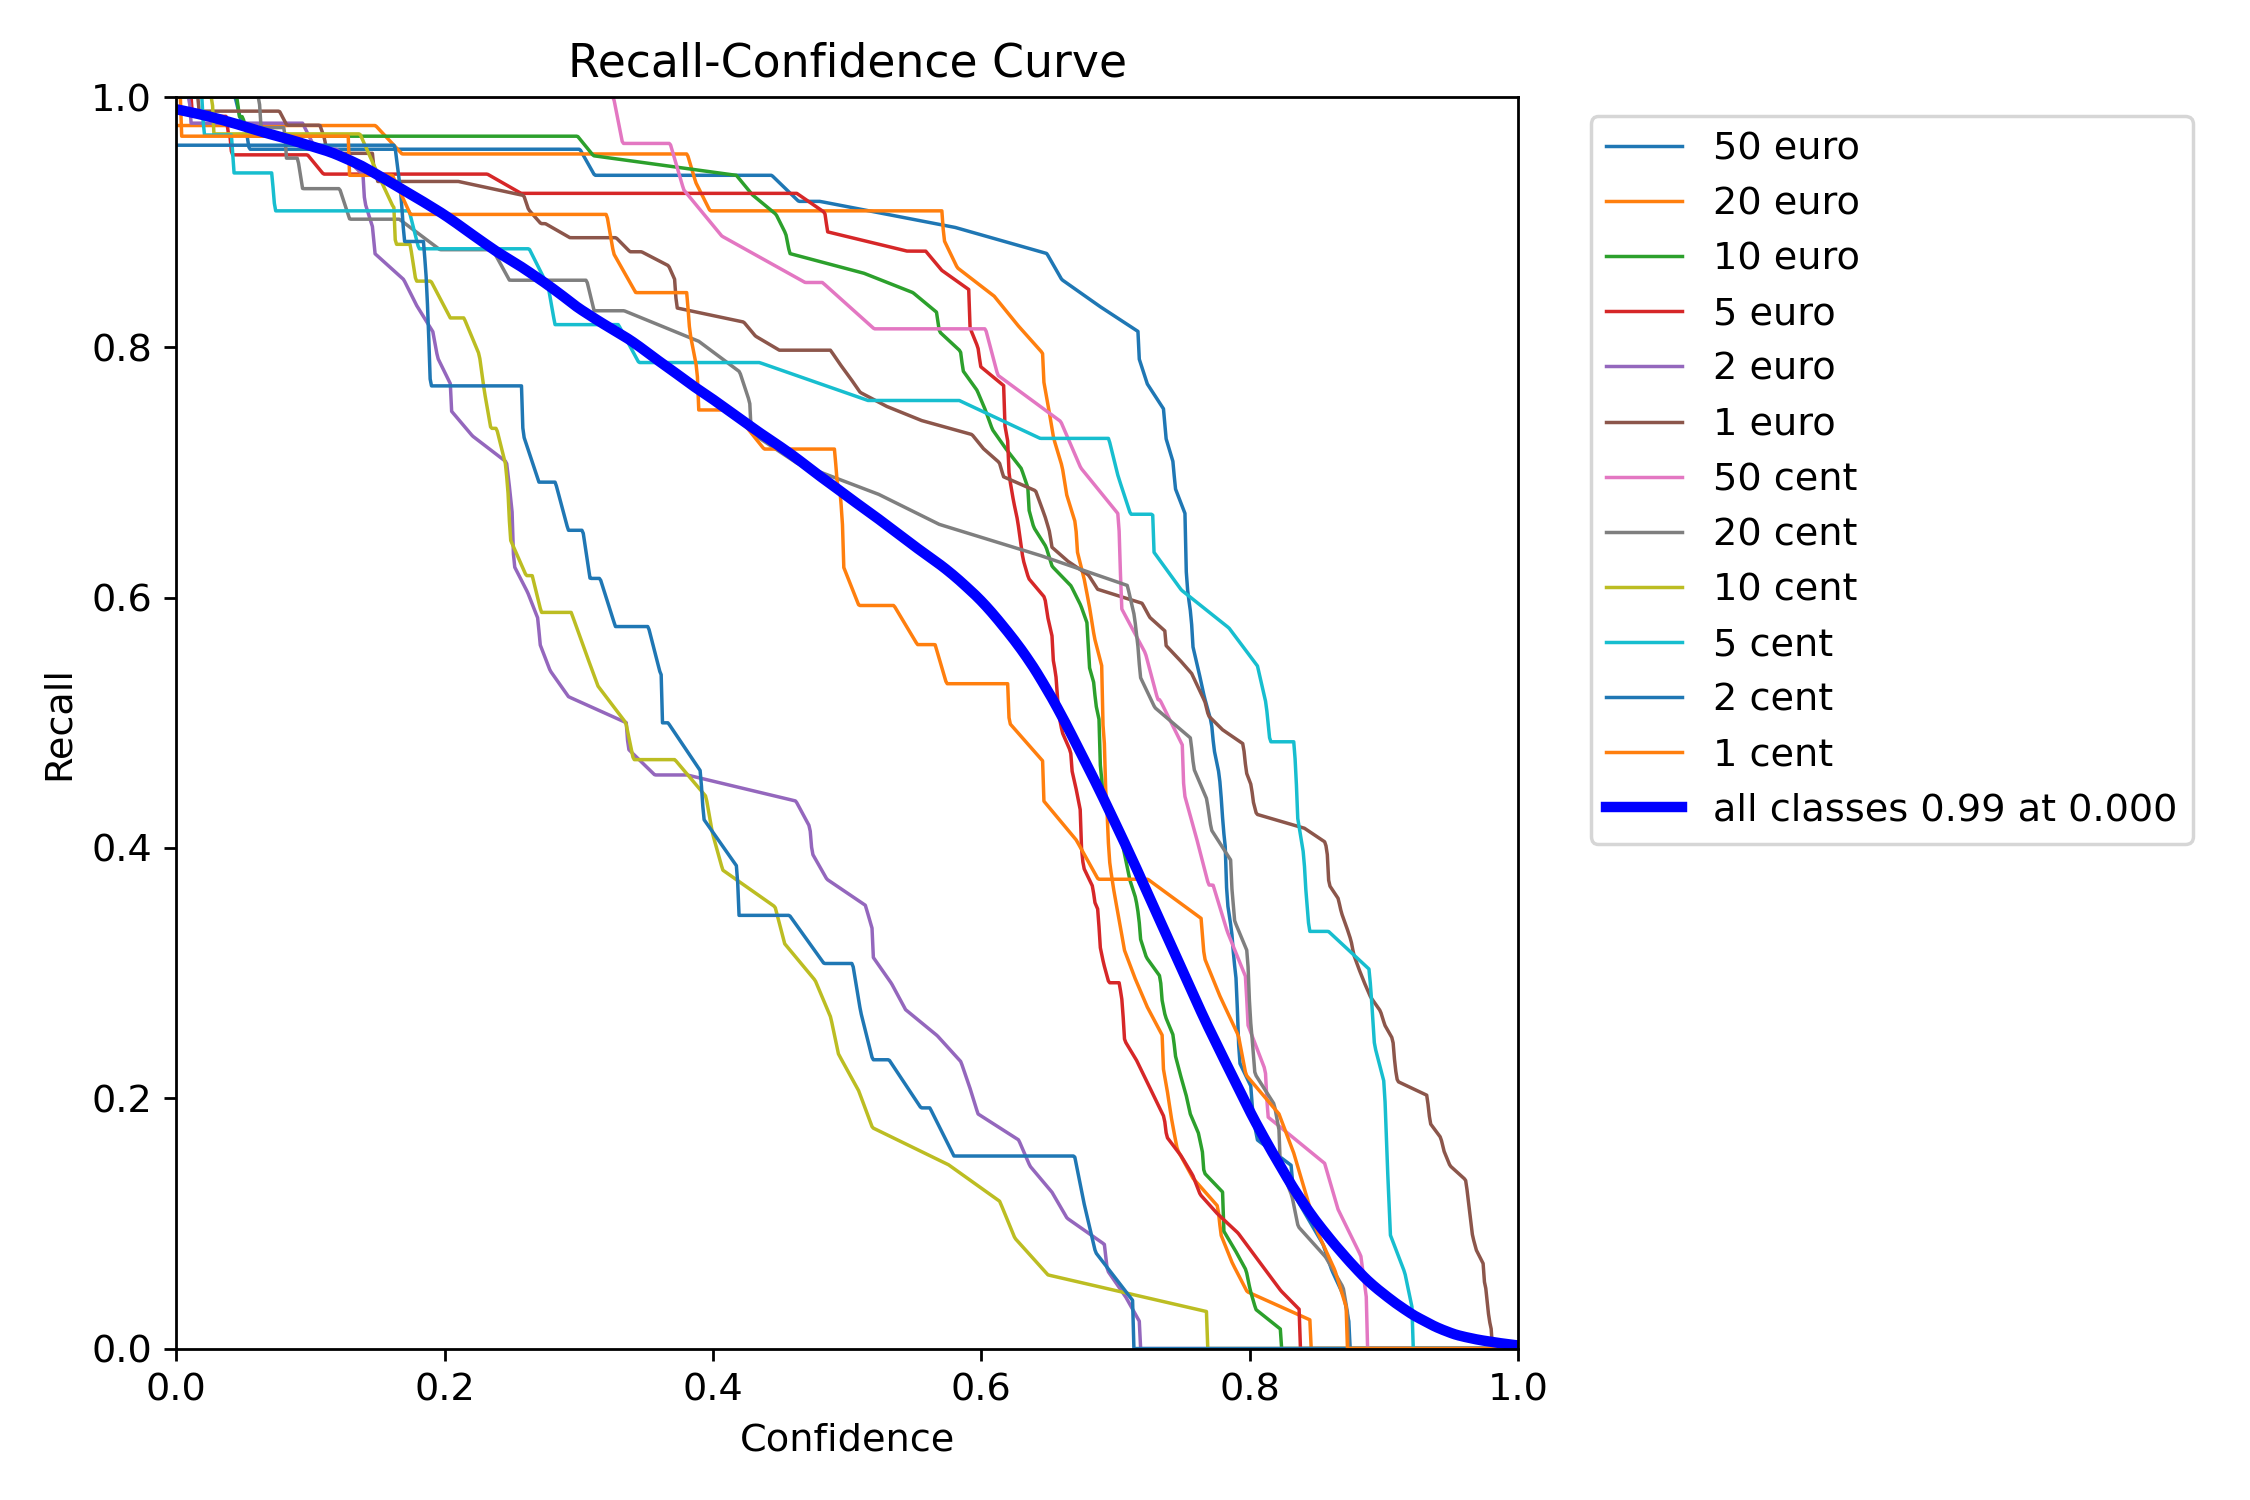 Recall-Confidence Curve
1.0
0.8
0.6
0.4
0.2
0.0
Recall
0.0 0.2 0.4 0.6 0.8 1.0
Confidence
50 euro
20 euro
10 euro
5 euro
2 euro
1 euro
50 cent
20 cent
10 cent
5 cent
2 cent
1 cent
all classes 0.99 at 0.000